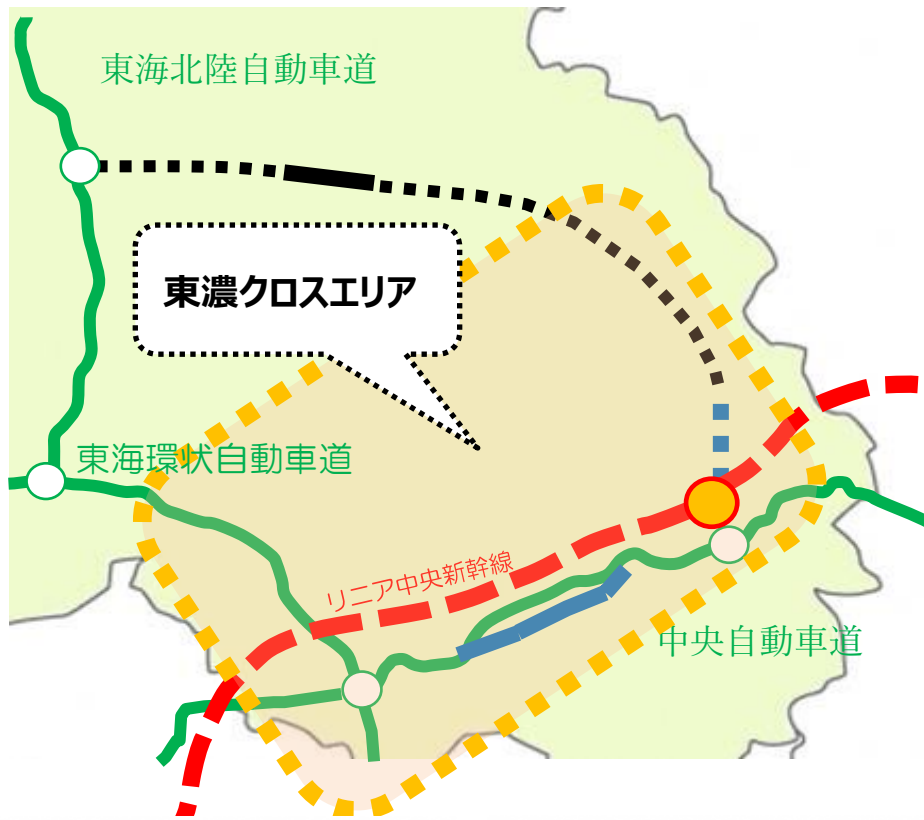 東海北陸自動車道
東濃クロスエリア
東海環状自動車道
リニア中央新幹線
中央自動車道